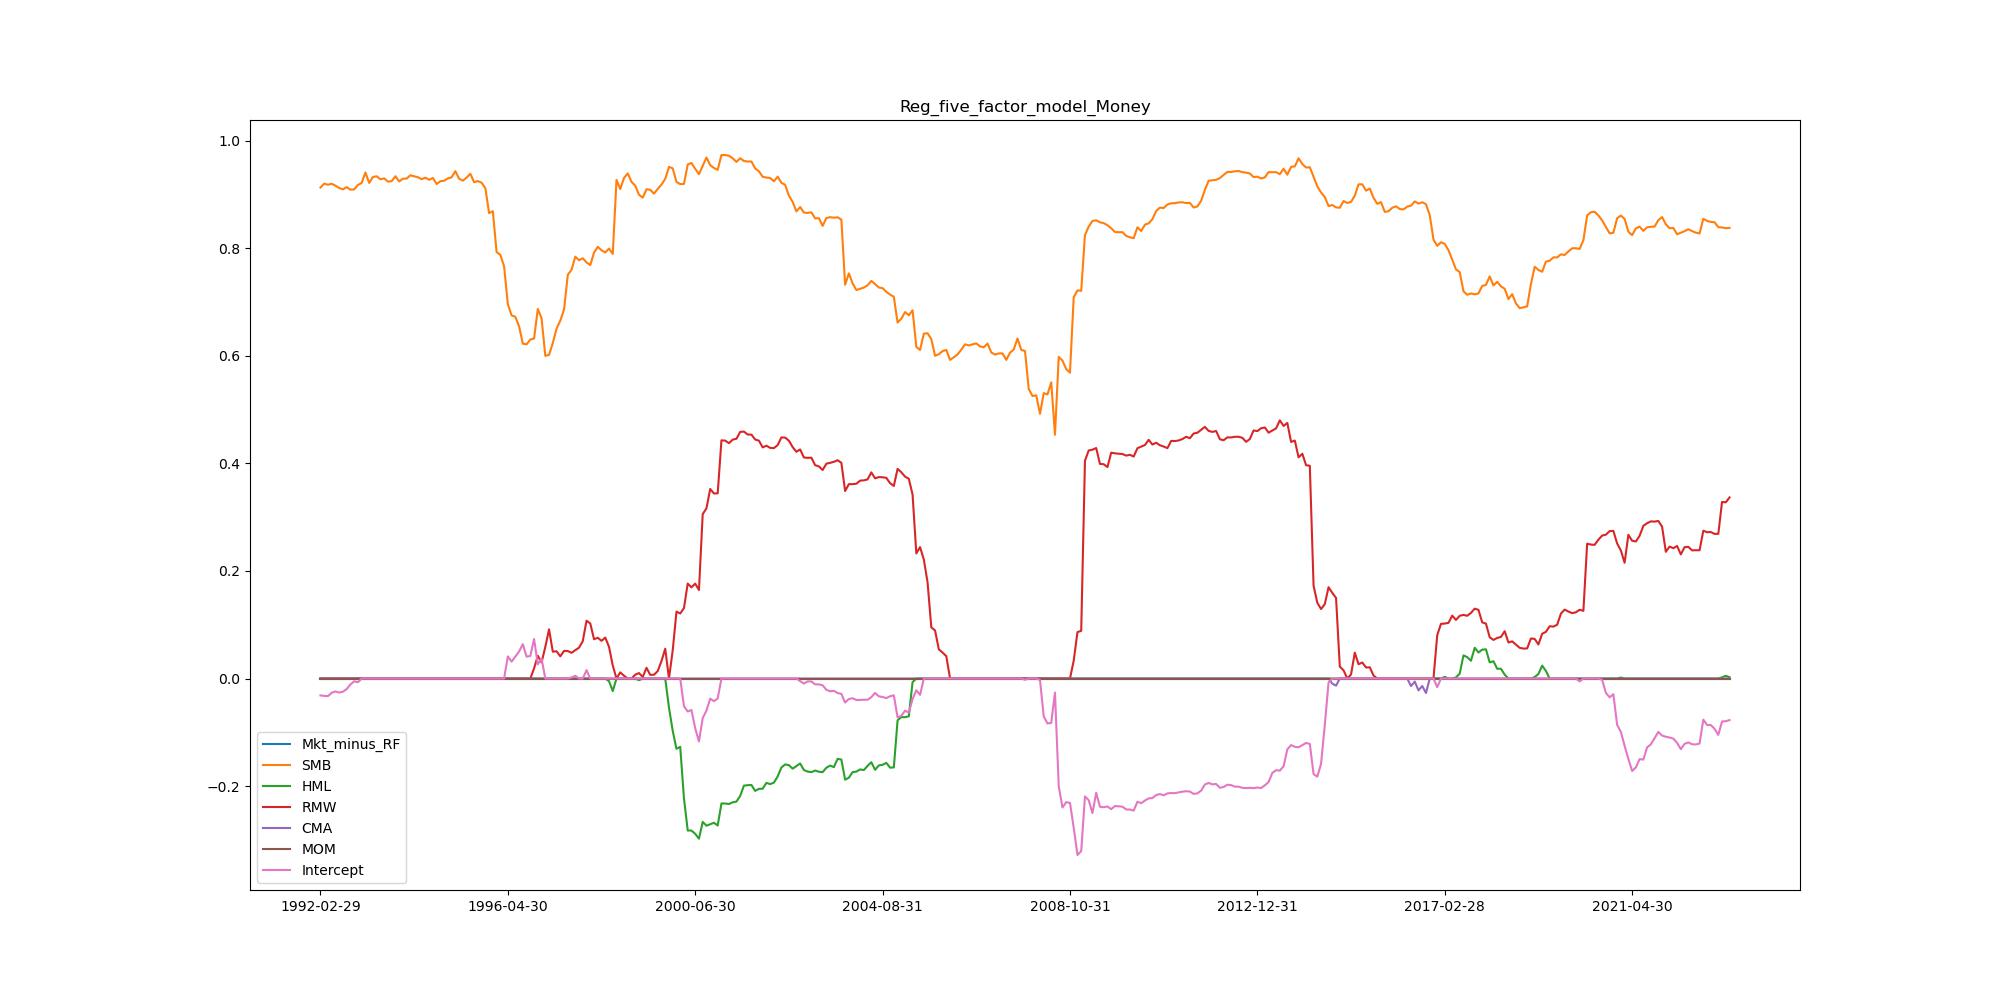 Reg_five_factor_model_Money
1.0
0.8
0.6
0.4
0.2
0.0
−0.2
Mkt_minus_RF
SMB
HML
RMW
CMA
MOM
Intercept
1992-02-29 1996-04-30 2000-06-30 2004-08-31 2008-10-31 2012-12-31 2017-02-28 2021-04-30